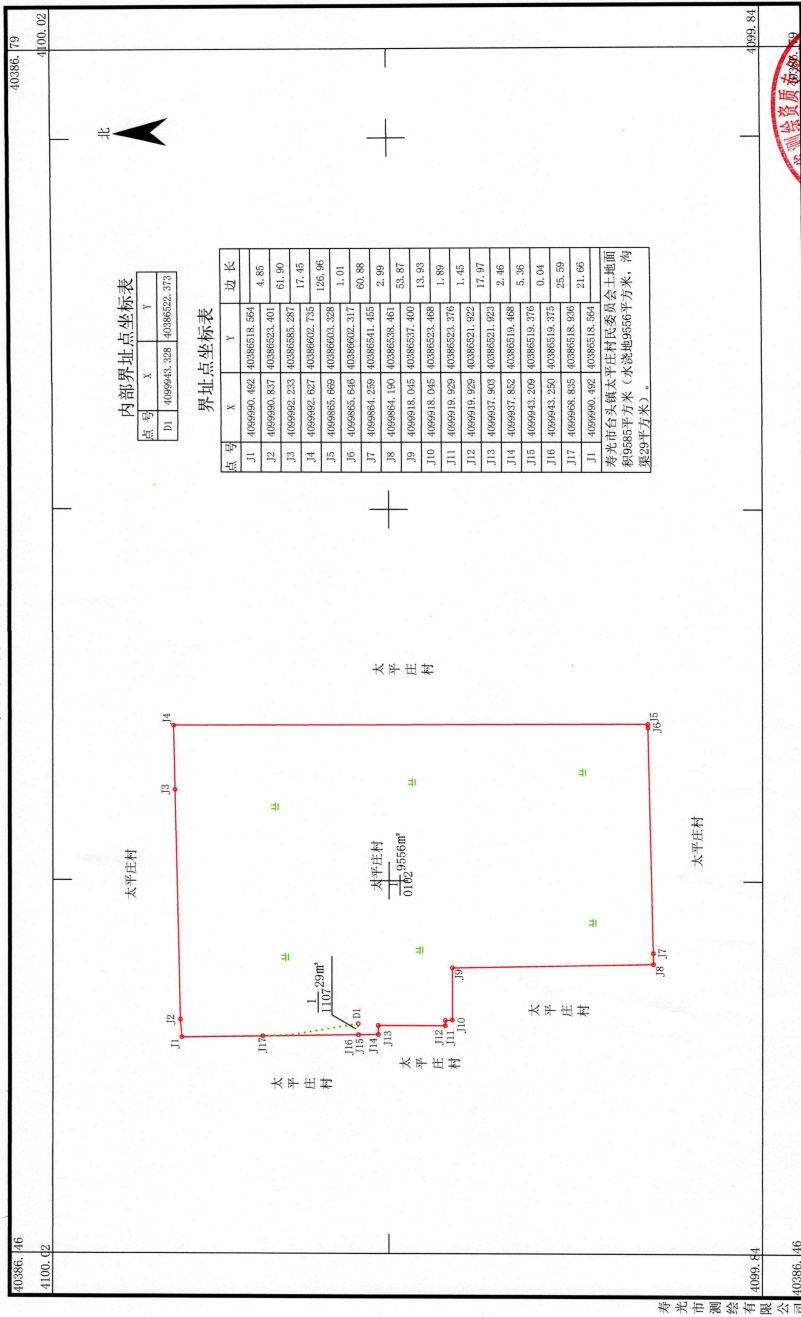 40386.46
40386.79
4100.02
4100.02
北
内部界址点坐标表
点号 X Y
D1 4099943.328 40386522.373
界址点坐标表
点号 X Y 边长
J1 4099990.492 40386518.564
4.85
J2 4099990.837 40386523.401
61.90
J3 4099992.233 40386585.287
17.45
J4 4099992.627 40386602.735
126.96
J5 4099865.669 40386603.328
1.01
J6 4099865.646 40386602.317
60.88
J7 4099864.259 40386541.455
2.99
J8 4099864.190 40386538.461
53.87
J9 4099918.045 40386537.400
13.93
J10 4099918.045 40386523.468
1.89
J11 4099919.929 40386523.376
1.45
J12 4099919.929 40386521.922
17.97
J13 4099937.903 40386521.923
2.46
J14 4099937.852 40386519.468
5.36
J15 4099943.209 40386519.376
0.04
J16 4099943.250 40386519.375
25.59
J17 4099968.835 40386518.936
21.66
J1 4099990.492 40386518.564
寿光市台头镇太平庄村民委员会土地面
积9585平方米（水浇地9556平方米，沟
渠29平方米）。
太平庄村
J1
J2
J3
J4
J17
太平庄村
1
1107
29m²
J16
J15
D1
J14
J13
太平庄村
J12
J11
J10
J9
太平庄村
1
0102
9556m²
太平庄村
太平庄村
J8
J7
J6
J5
太平庄村
4099.84
4099.84
40386.46
40386.79
寿光市测绘有限公司
测绘资质专